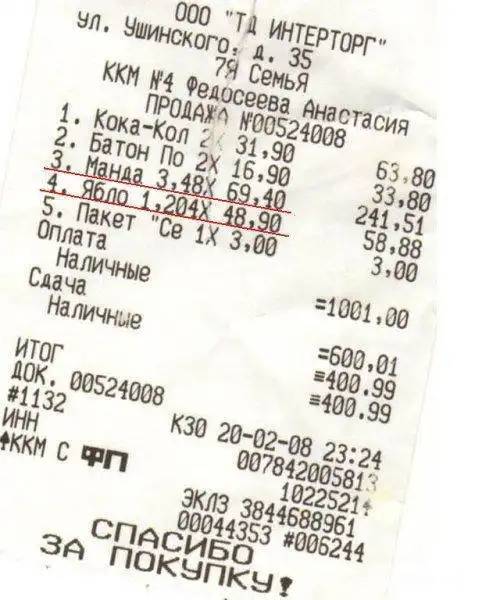 ООО "ТД ИНТЕРТОРГ"
ул. Ушинского, д. 35
7Я Семья
ККМ №4 Федосеева Анастасия
ПРОДАЖА №00524008
1. Кока-Кол 2X 31,90 63,80
2. Батон По 2X 16,90 33,80
3. Манда 3,48X 69,40 241,51
4. Ябло 1,204X 48,90 58,88
5. Пакет "Се 1X 3,00 3,00
Оплата
Наличные =1001,00
Сдача
Наличные =600,01
≡400.99
ИТОГ ≡400.99
ДОК. 00524008
#1132 К30 20-02-08 23:24
ИНН 007842005813
ККМ С ФП 1022521
ЭКЛЗ 3844688961
00044353 #006244
СПАСИБО
ЗА ПОКУПКУ!